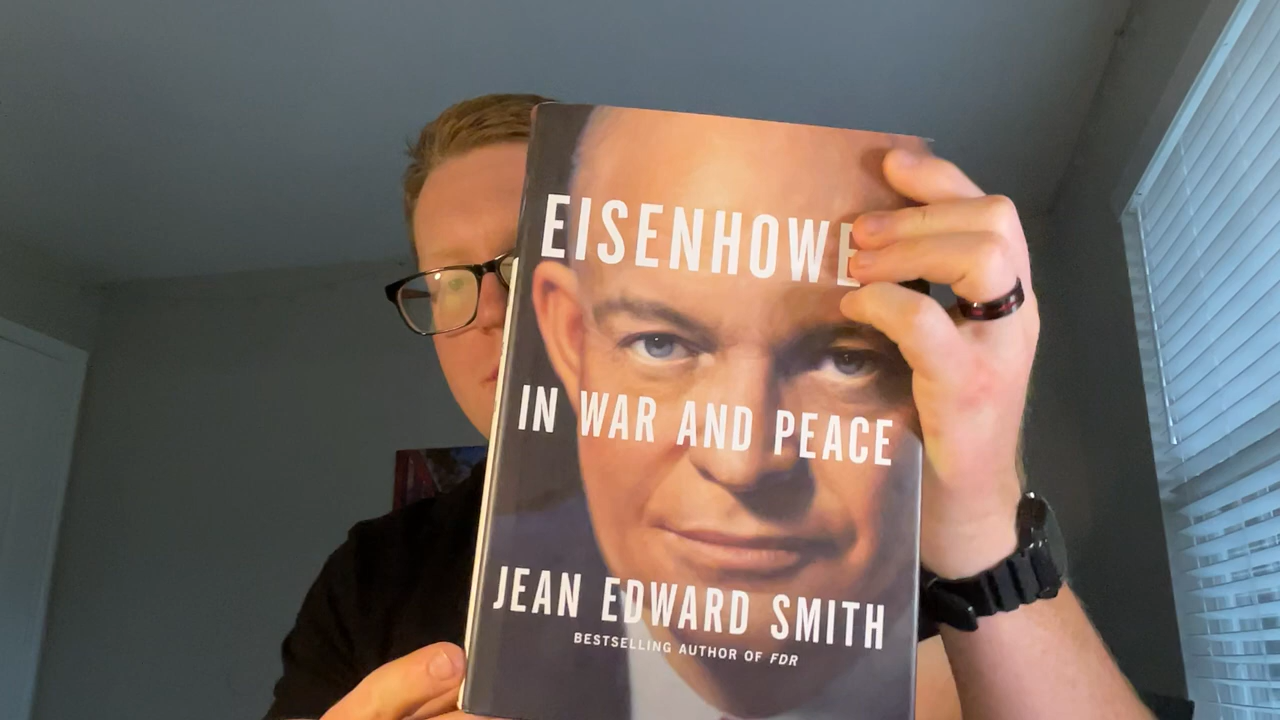 EISENHOWE
IN WAR AND PEACE
JEAN EDWARD SMITH
BESTSELLING AUTHOR OF FDR